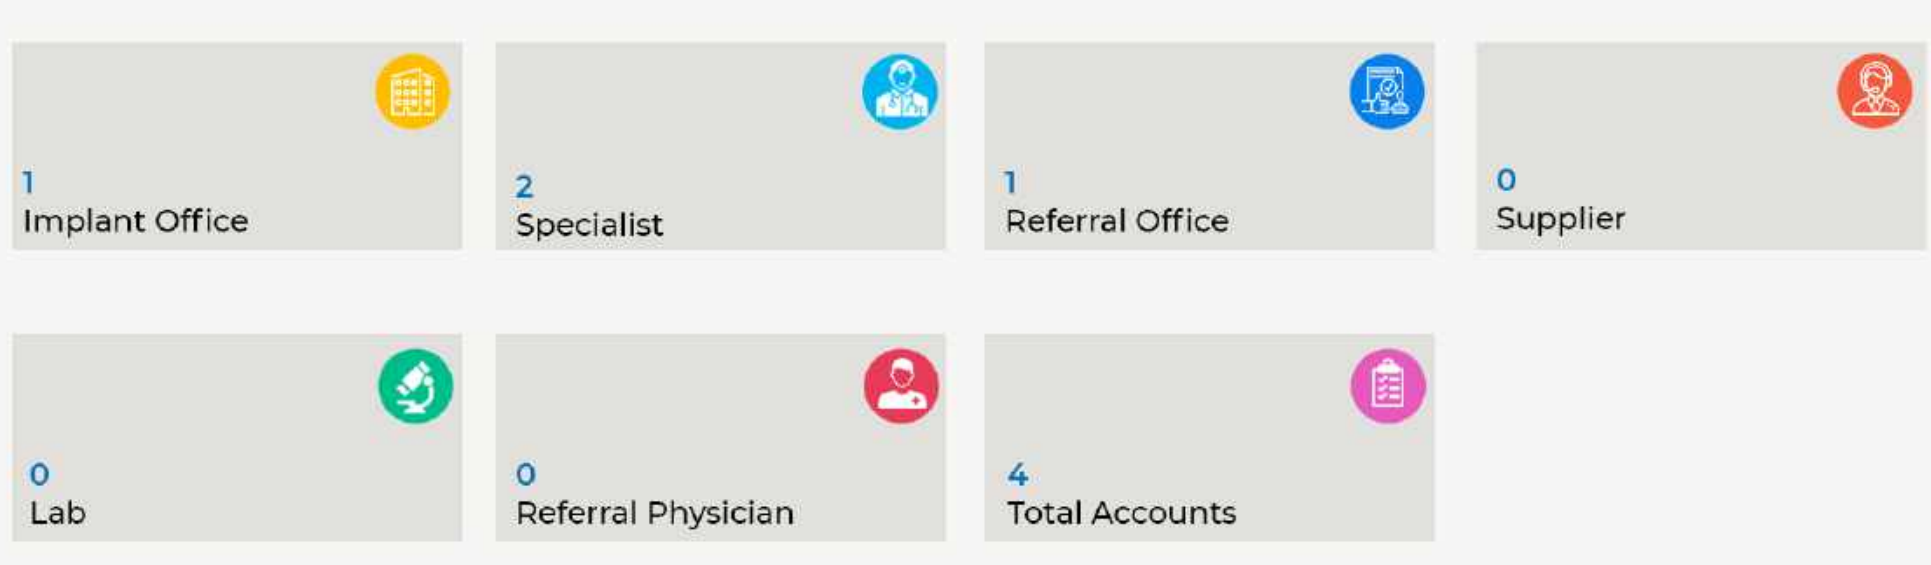 1
Implant Office
2
Specialist
1
Referral Office
0
Supplier
0
Lab
0
Referral Physician
4
Total Accounts